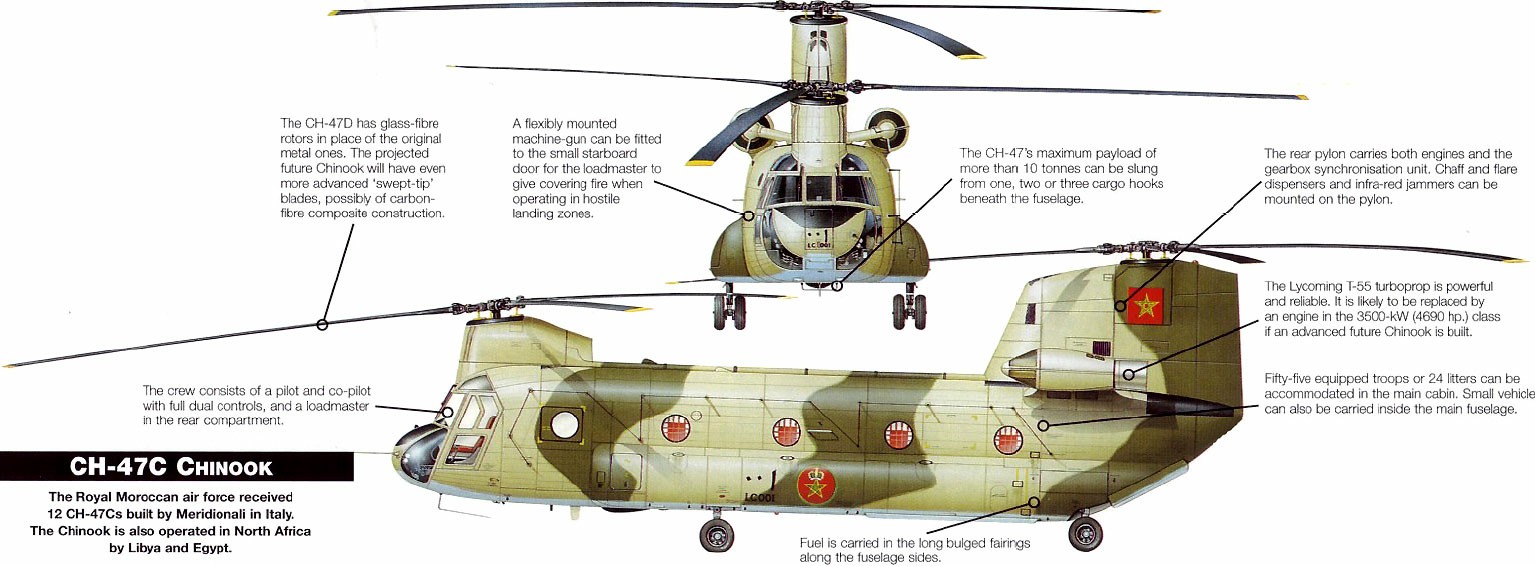 The CH-47D has glass-fibre
rotors in place of the original
metal ones. The projected
future Chinook will have even
more advanced 'swept-tip'
blades, possibly of carbon-
fibre composite construction.
A flexibly mounted
machine-gun can be fitted
to the small starboard
door for the loadmaster to
give covering fire when
operating in hostile
landing zones.
The CH-47's maximum payload of
more than 10 tonnes can be slung
from one, two or three cargo hooks
beneath the fuselage.
The rear pylon carries both engines and the
gearbox synchronisation unit. Chaff and flare
dispensers and infra-red jammers can be
mounted on the pylon.
LC001
The Lycoming T-55 turboprop is powerful
and reliable. It is likely to be replaced by
an engine in the 3500-kW (4690 hp.) class
if an advanced future Chinook is built.
The crew consists of a pilot and co-pilot
with full dual controls, and a loadmaster
in the rear compartment.
Fifty-five equipped troops or 24 litters can be
accommodated in the main cabin. Small vehicle
can also be carried inside the main fuselage.
CH-47C CHINOOK
The Royal Moroccan air force received
12 CH-47Cs built by Meridionali in Italy.
The Chinook is also operated in North Africa
by Libya and Egypt.
LC001
Fuel is carried in the long bulged fairings
along the fuselage sides.